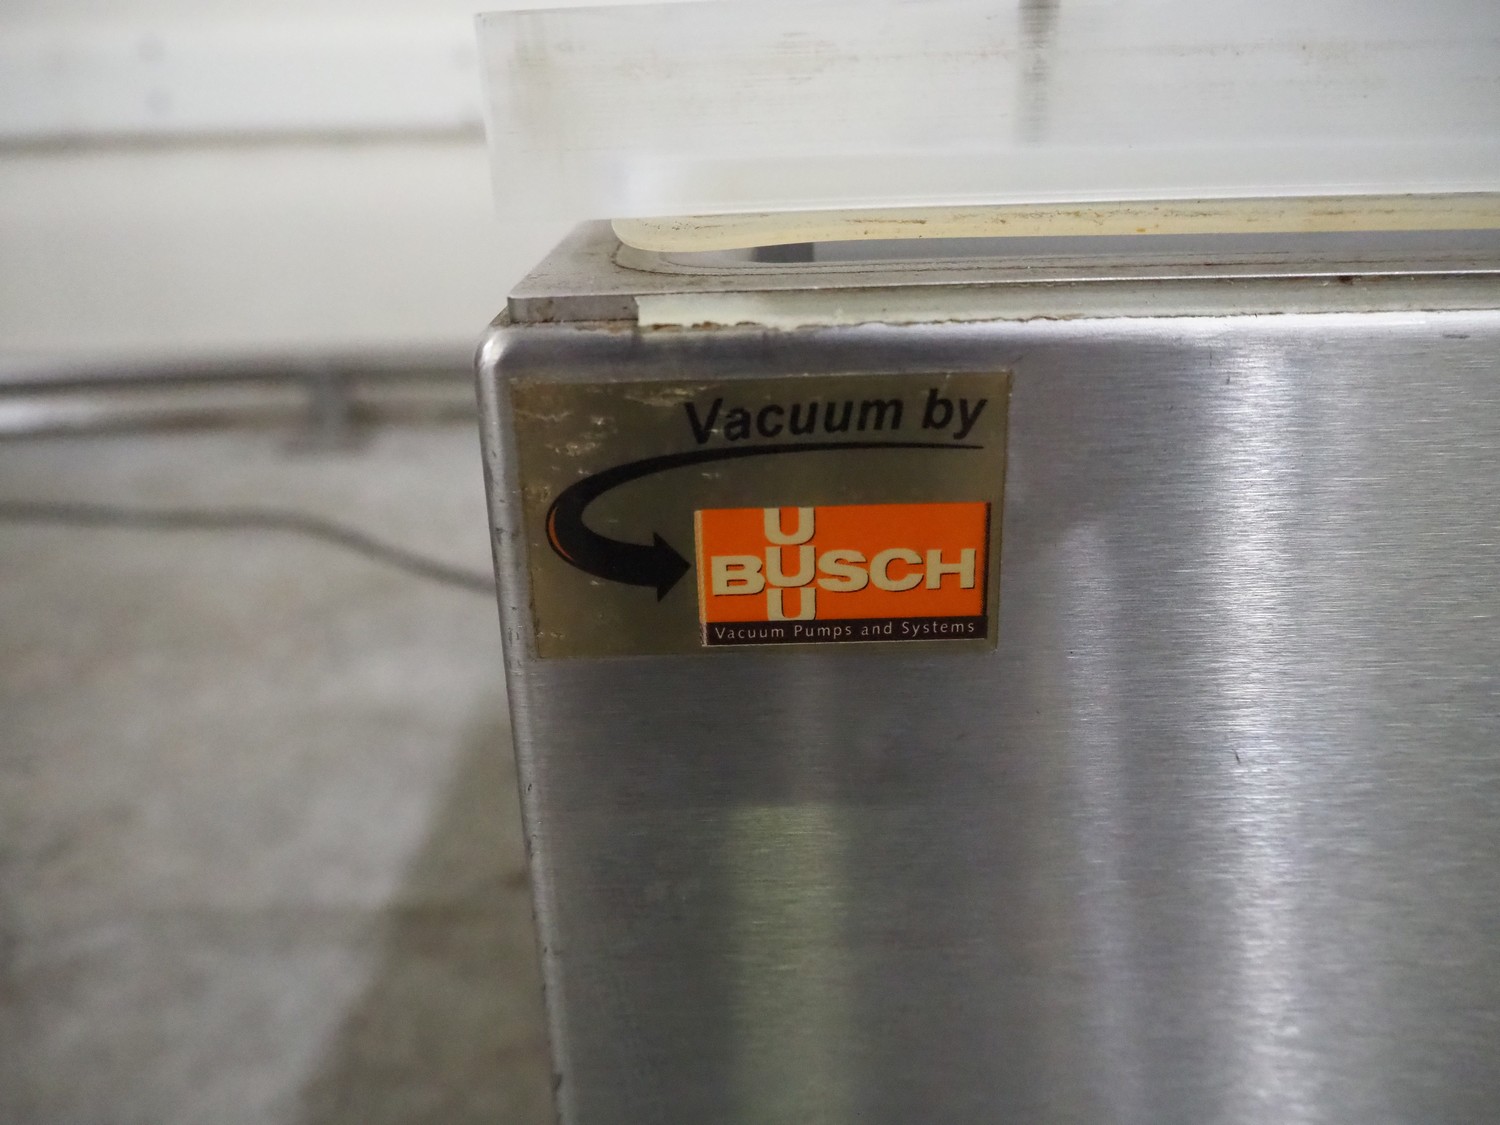 Vacuum by
U
BUSCH
U
Vacuum Pumps and Systems